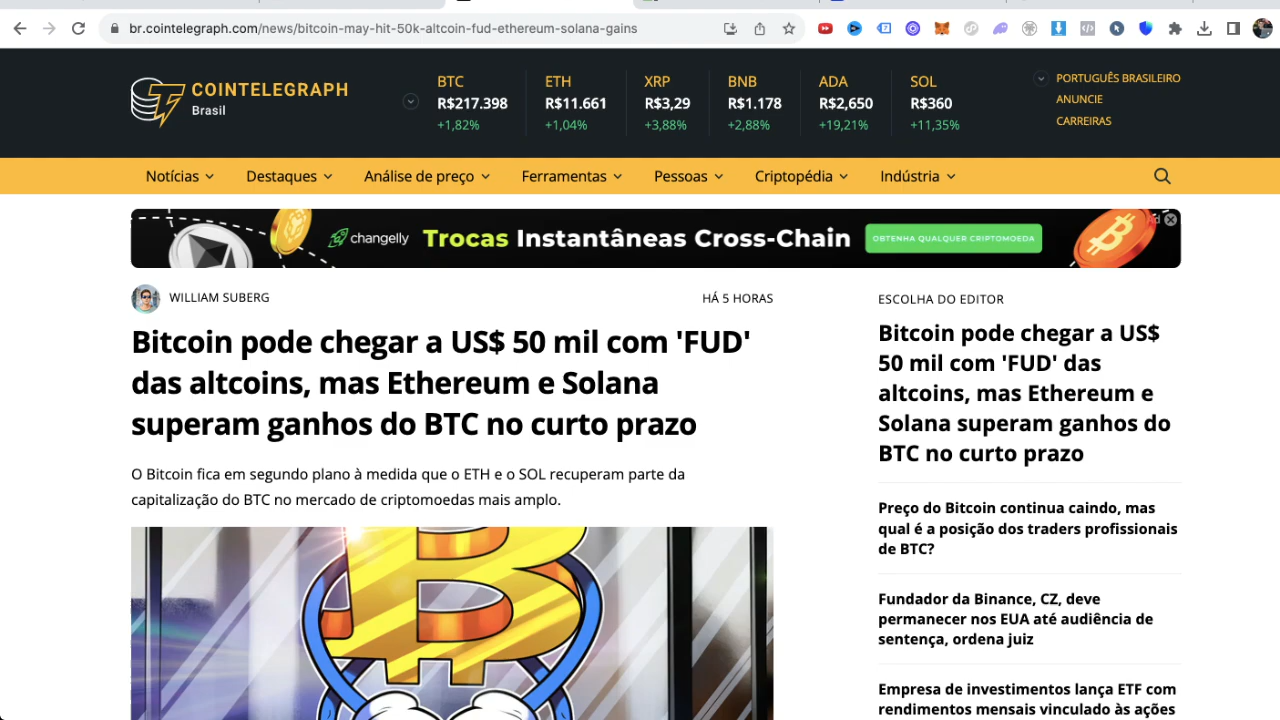 br.cointelegraph.com/news/bitcoin-may-hit-50k-altcoin-fud-ethereum-solana-gains
COINTELEGRAPH
Brasil
BTC
R$217.398
+1,82%
ETH
R$11.661
+1,04%
XRP
R$3,29
+3,88%
BNB
R$1.178
+2,88%
ADA
R$2,650
+19,21%
SOL
R$360
+11,35%
PORTUGUÊS BRASILEIRO
ANUNCIE
CARREIRAS
Notícias
Destaques
Análise de preço
Ferramentas
Pessoas
Criptopédia
Indústria
changelly
Trocas Instantâneas Cross-Chain
OBTENHA QUALQUER CRIPTOMOEDA
Ad
WILLIAM SUBERG
HÁ 5 HORAS
Bitcoin pode chegar a US$ 50 mil com 'FUD'
das altcoins, mas Ethereum e Solana
superam ganhos do BTC no curto prazo
O Bitcoin fica em segundo plano à medida que o ETH e o SOL recuperam parte da
capitalização do BTC no mercado de criptomoedas mais amplo.
ESCOLHA DO EDITOR
Bitcoin pode chegar a US$
50 mil com 'FUD' das
altcoins, mas Ethereum e
Solana superam ganhos do
BTC no curto prazo
Preço do Bitcoin continua caindo, mas
qual é a posição dos traders profissionais
de BTC?
Fundador da Binance, CZ, deve
permanecer nos EUA até audiência de
sentença, ordena juiz
Empresa de investimentos lança ETF com
rendimentos mensais vinculado às ações